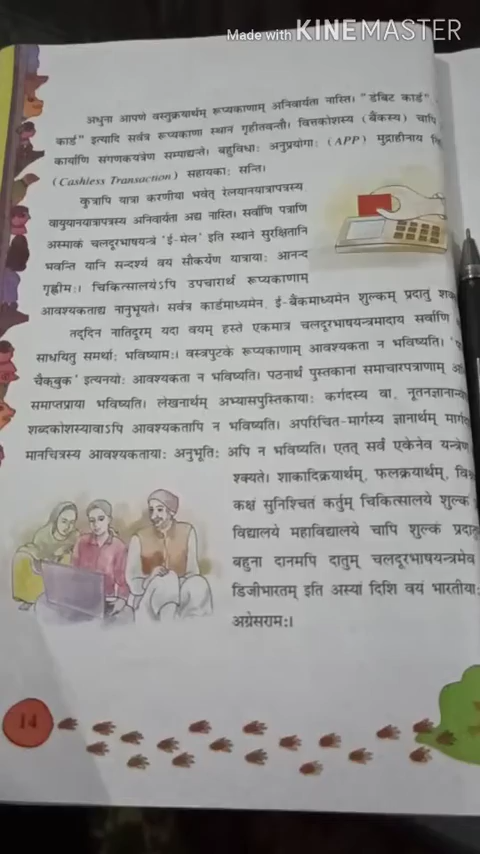 Made with KINEMASTER
अधुना आपणे वस्तुक्रयार्थम् रूप्यकाणाम् अनिवार्यता नास्ति। "डेबिट कार्ड",
कार्ड" इत्यादि सर्वत्र रूप्यकाणां स्थानं गृहीतवन्तौ। वित्तकोशस्य (बैंकस्य) चापि
कार्याणि संगणकयन्त्रेण सम्पाद्यन्ते। बहुविधाः अनुप्रयोगाः (APP) मुद्राहीनाय
(Cashless Transaction) सहायकाः सन्ति।
कुत्रापि यात्रा करणीया भवेत् रेलयानयात्रापत्रस्य,
वायुयानयात्रापत्रस्य अनिवार्यता अद्य नास्ति। सर्वाणि पत्राणि
अस्माकं चलदूरभाषयन्त्रे 'ई-मेल' इति स्थाने सुरक्षितानि
भवन्ति यानि सन्दर्श्य वयं सौकर्येण यात्रायाः आनन्दं
गृह्णीमः। चिकित्सालयेऽपि उपचारार्थं रूप्यकाणाम्
आवश्यकताद्य नानुभूयते। सर्वत्र कार्डमाध्यमेन, ई-बैंकमाध्यमेन शुल्कम् प्रदातुं
तद्दिनं नातिदूरम् यदा वयम् हस्ते एकमात्रं चलदूरभाषयन्त्रमादाय सर्वाणि
साधयितुं समर्थाः भविष्यामः। वस्त्रपुटके रूप्यकाणाम् आवश्यकता न भविष्यति।
चैकबुक' इत्यनयोः आवश्यकता न भविष्यति। पठनार्थं पुस्तकानां समाचारपत्राणाम्
समाप्तप्राया भविष्यति। लेखनार्थम् अभ्यासपुस्तिकायाः कर्गदस्य वा, नूतनज्ञानान्वे
शब्दकोशस्याऽपि आवश्यकतापि न भविष्यति। अपरिचित-मार्गस्य ज्ञानार्थम्
मानचित्रस्य आवश्यकतायाः अनुभूतिः अपि न भविष्यति। एतत् सर्वं एकेनेव यन्त्रेण
शक्यते। शाकादिक्रयार्थम्, फलक्रयार्थम्,
कक्षं सुनिश्चितं कर्तुम् चिकित्सालये शुल्कं
विद्यालये महाविद्यालये चापि शुल्कं प्रदातुम्
बहुना दानमपि दातुम् चलदूरभाषयन्त्रमेव
डिजीभारतम् इति अस्यां दिशि वयं भारतीयाः
अग्रेसरामः।
14